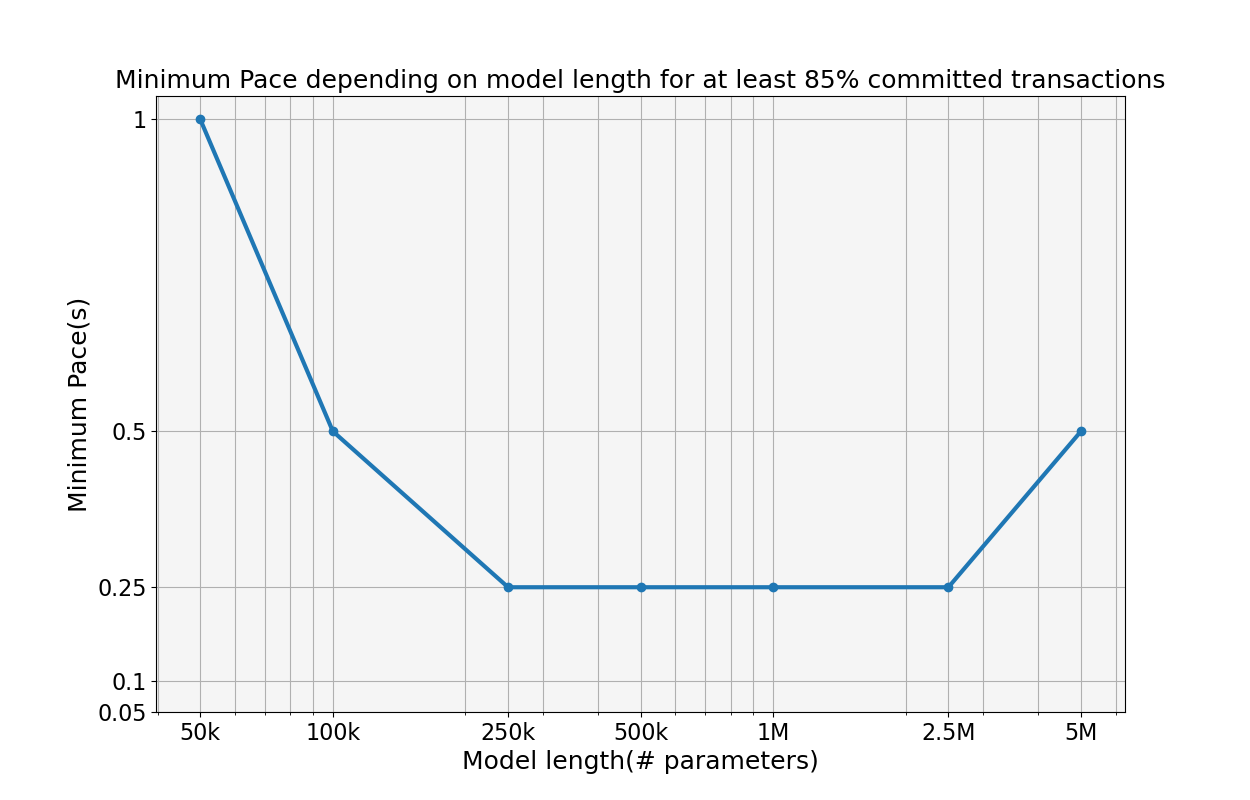 Minimum Pace depending on model length for at least 85% committed transactions
1
0.5
0.25
0.1
0.05
Minimum Pace(s)
50k 100k 250k 500k 1M 2.5M 5M
Model length(# parameters)